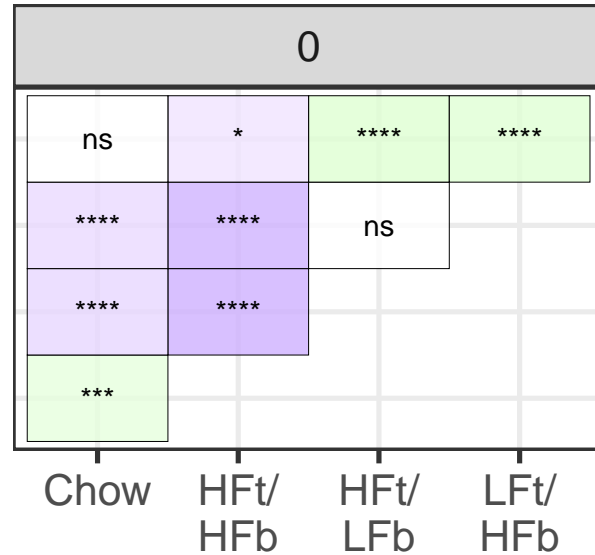 0
ns * **** ****
**** **** ns
**** ****
***
Chow HFt/ HFt/ LFt/
HFb LFb HFb